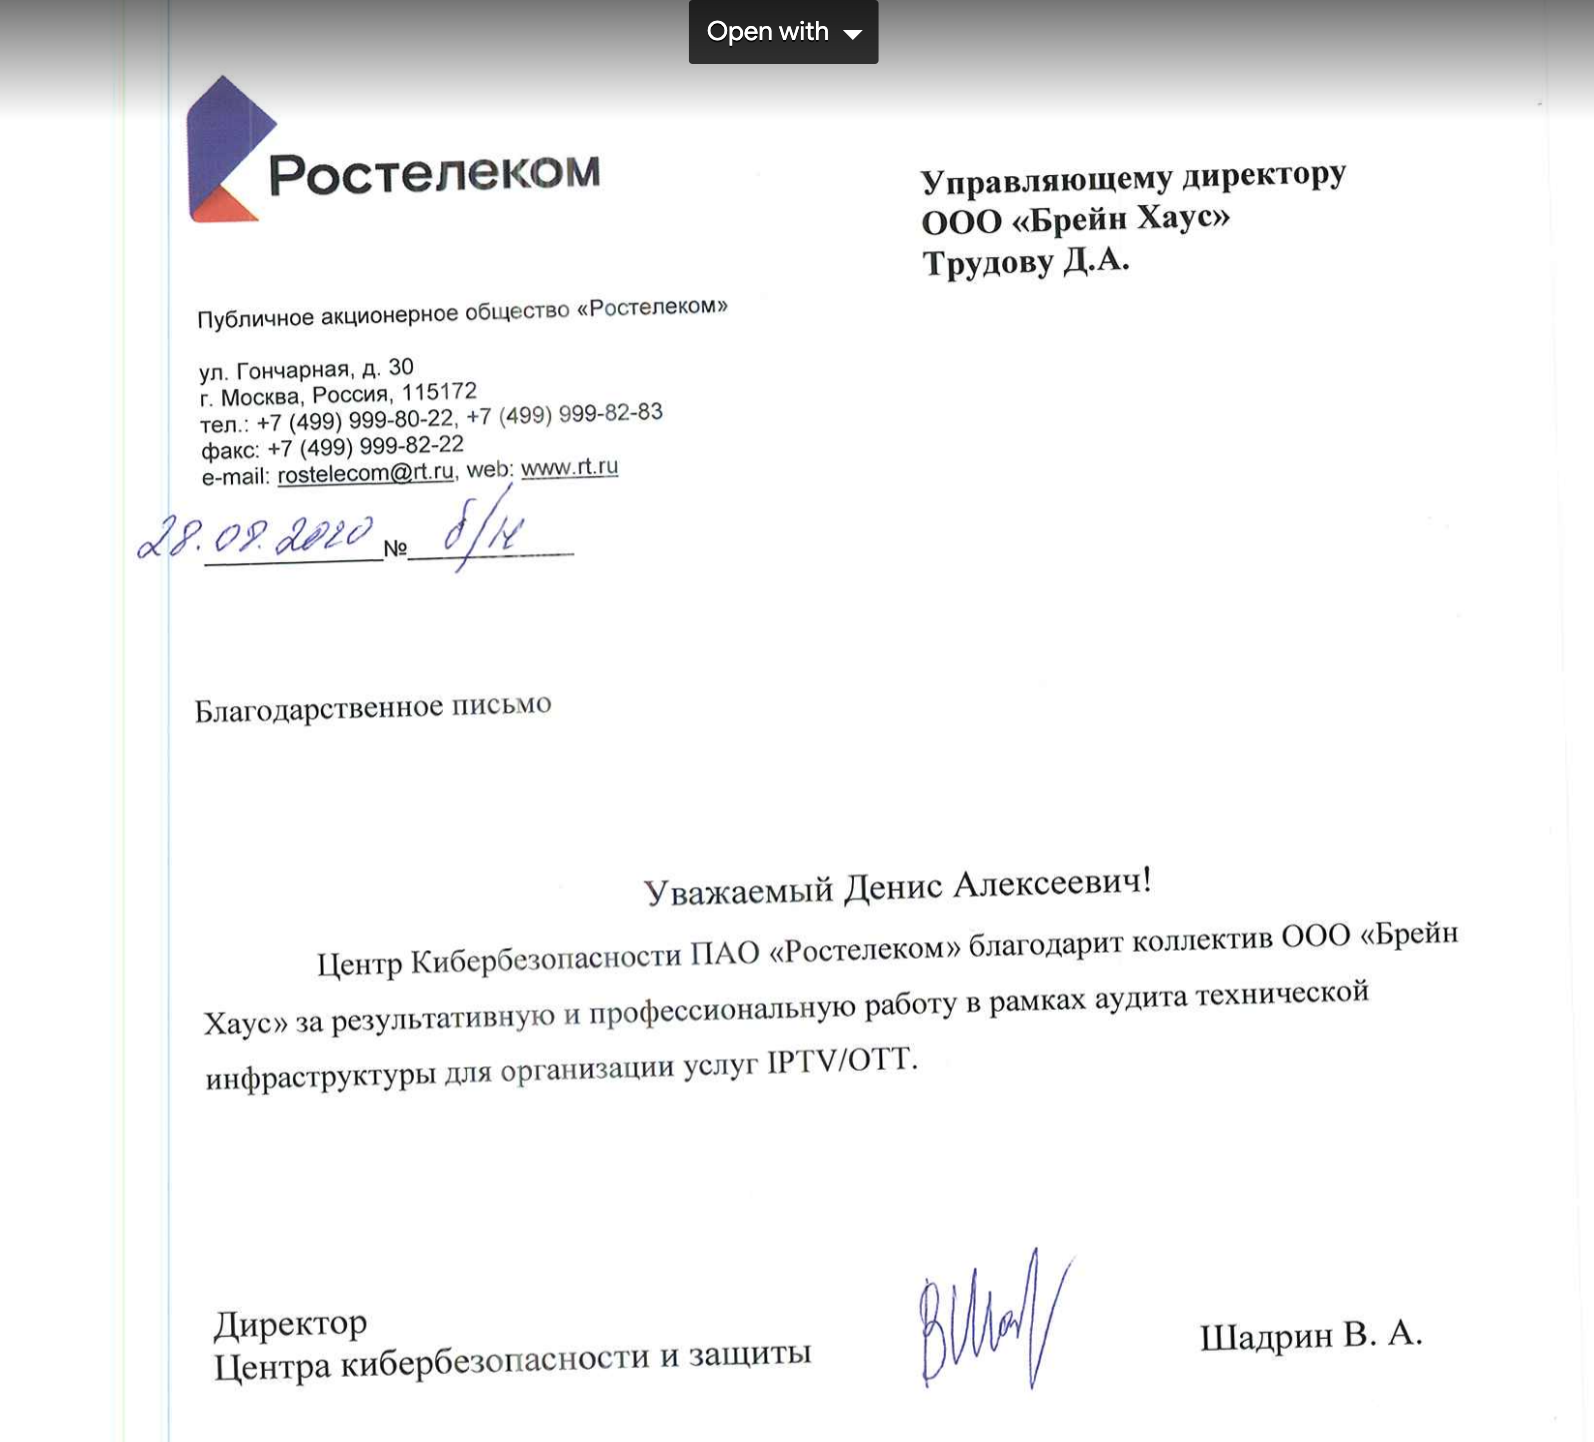 Open with
Ростелеком
Управляющему директору
ООО «Брейн Хаус»
Трудову Д.А.
Публичное акционерное общество «Ростелеком»
ул. Гончарная, д. 30
г. Москва, Россия, 115172
тел.: +7 (499) 999-80-22, +7 (499) 999-82-83
факс: +7 (499) 999-82-22
e-mail: rostelecom@rt.ru, web: www.rt.ru
28.08.2020 № б/н
Благодарственное письмо
Уважаемый Денис Алексеевич!
Центр Кибербезопасности ПАО «Ростелеком» благодарит коллектив ООО «Брейн
Хаус» за результативную и профессиональную работу в рамках аудита технической
инфраструктуры для организации услуг IPTV/OTT.
Директор
Центра кибербезопасности и защиты
Шадрин В. А.